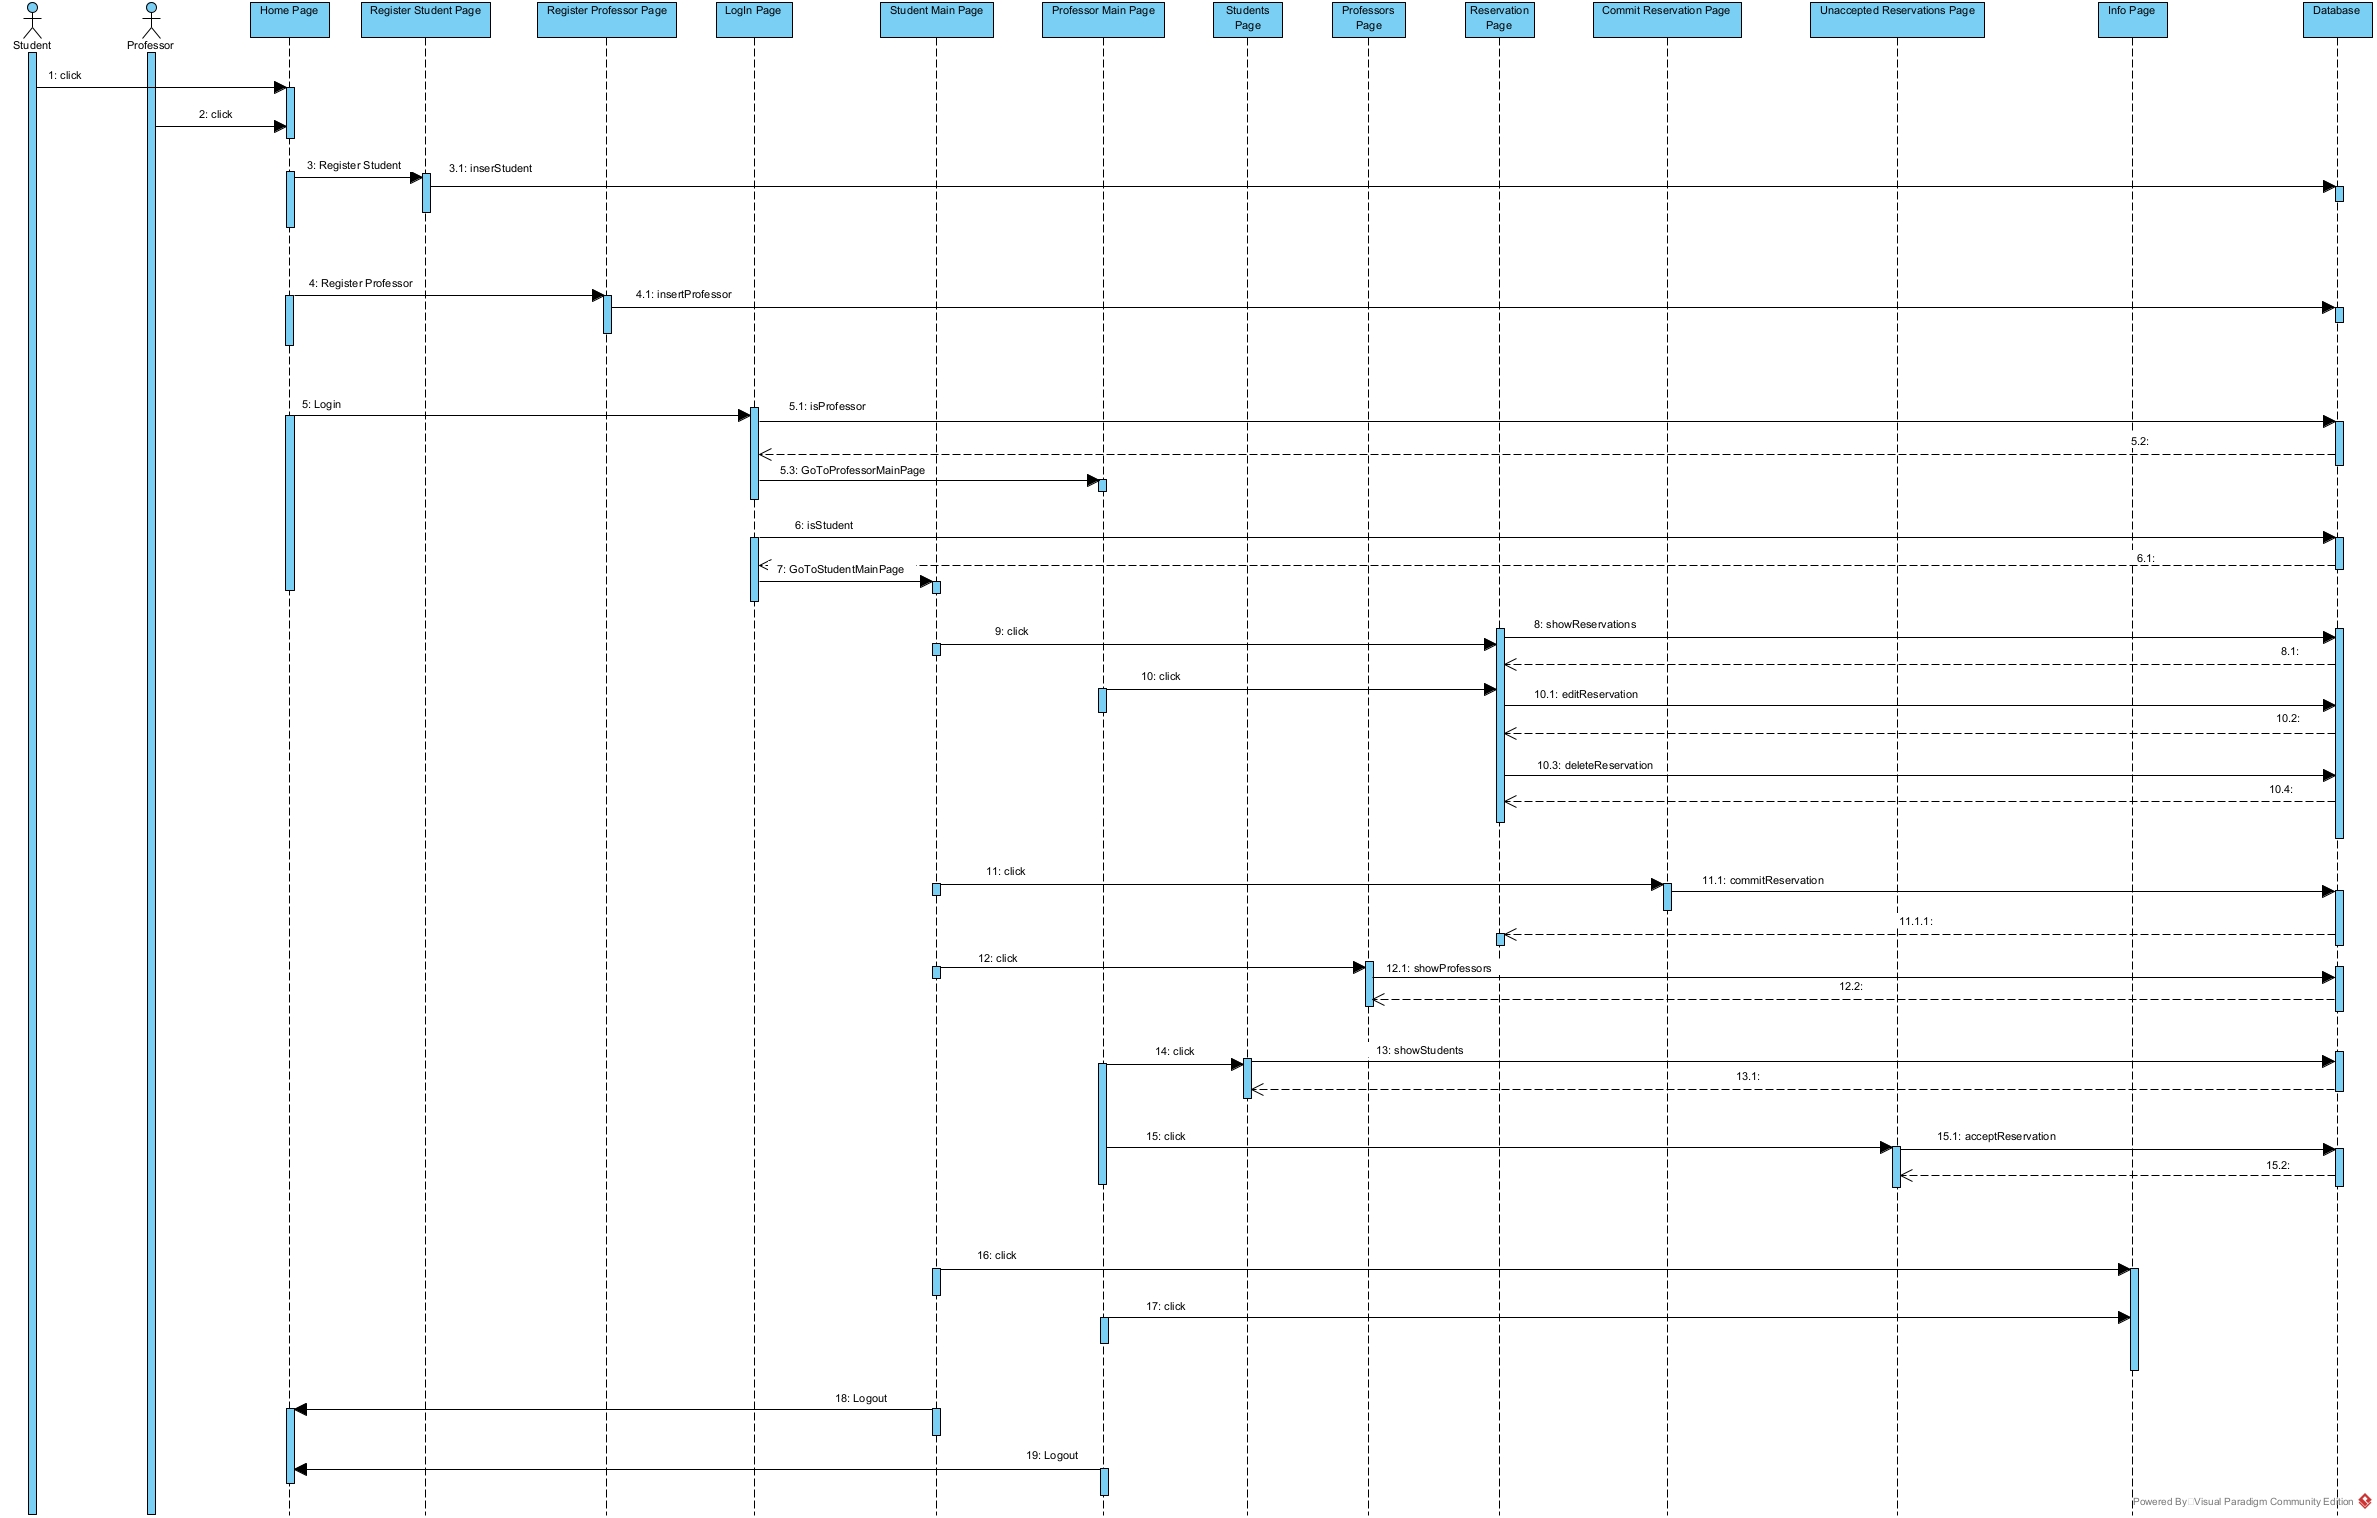 Home Page
Register Student Page
Register Professor Page
LogIn Page
Student Main Page
Professor Main Page
Students
Page
Professors
Page
Reservation
Page
Commit Reservation Page
Unaccepted Reservations Page
Info Page
Database
Student
Professor
1: click
2: click
3: Register Student
3.1: inserStudent
4: Register Professor
4.1: insertProfessor
5: Login
5.1: isProfessor
5.2:
5.3: GoToProfessorMainPage
6: isStudent
6.1:
7: GoToStudentMainPage
9: click
8: showReservations
8.1:
10: click
10.1: editReservation
10.2:
10.3: deleteReservation
10.4:
11: click
11.1: commitReservation
11.1.1:
12: click
12.1: showProfessors
12.2:
14: click
13: showStudents
13.1:
15: click
15.1: acceptReservation
15.2:
16: click
17: click
18: Logout
19: Logout
Powered By Visual Paradigm Community Edition